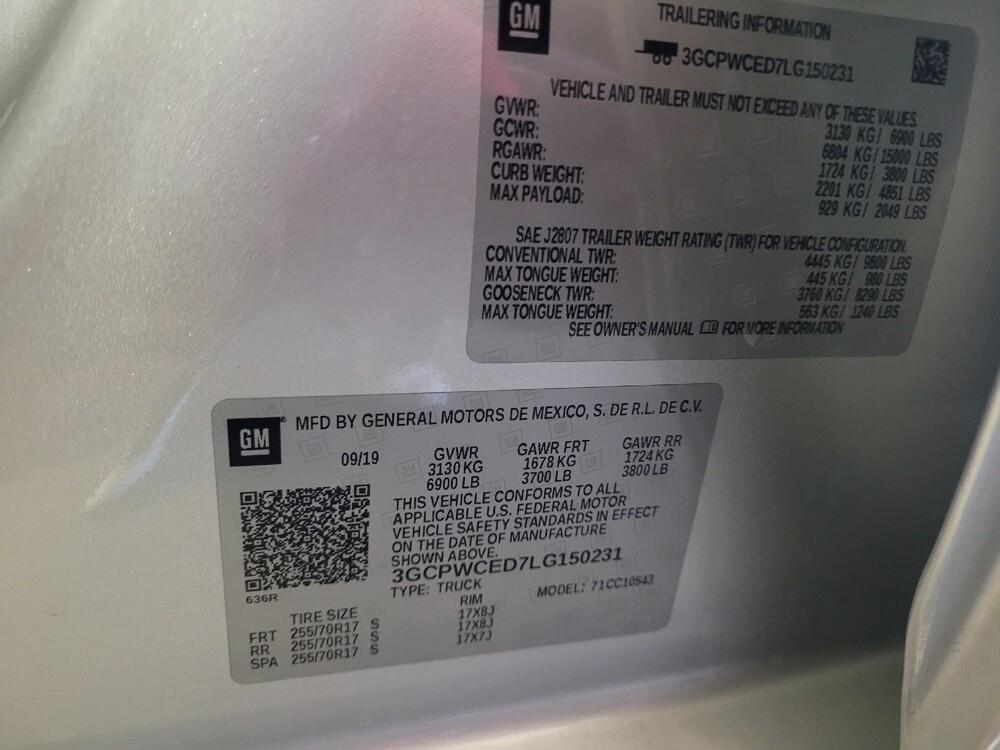 GM
TRAILERING INFORMATION
3GCPWCED7LG150231
VEHICLE AND TRAILER MUST NOT EXCEED ANY OF THESE VALUES.
GVWR: 3130 KG/ 6900 LBS
GCWR: 6804 KG/15000 LBS
RGAWR: 1724 KG/ 3800 LBS
CURB WEIGHT: 2201 KG/ 4851 LBS
MAX PAYLOAD: 929 KG/ 2049 LBS
SAE J2807 TRAILER WEIGHT RATING (TWR) FOR VEHICLE CONFIGURATION.
CONVENTIONAL TWR: 4445 KG/ 9800 LBS
MAX TONGUE WEIGHT: 445 KG/ 980 LBS
GOOSENECK TWR: 3760 KG/ 8290 LBS
MAX TONGUE WEIGHT: 563 KG/ 1240 LBS
SEE OWNER'S MANUAL FOR MORE INFORMATION
GM
MFD BY GENERAL MOTORS DE MEXICO, S. DE R.L. DE C.V.
09/19 GVWR GAWR FRT GAWR RR
3130 KG 1678 KG 1724 KG
6900 LB 3700 LB 3800 LB
THIS VEHICLE CONFORMS TO ALL
APPLICABLE U.S. FEDERAL MOTOR
VEHICLE SAFETY STANDARDS IN EFFECT
ON THE DATE OF MANUFACTURE
SHOWN ABOVE.
3GCPWCED7LG150231
TYPE: TRUCK MODEL: 71CC10543
636R
TIRE SIZE RIM
FRT 255/70R17 S 17X8J
RR 255/70R17 S 17X8J
SPA 255/70R17 S 17X7J